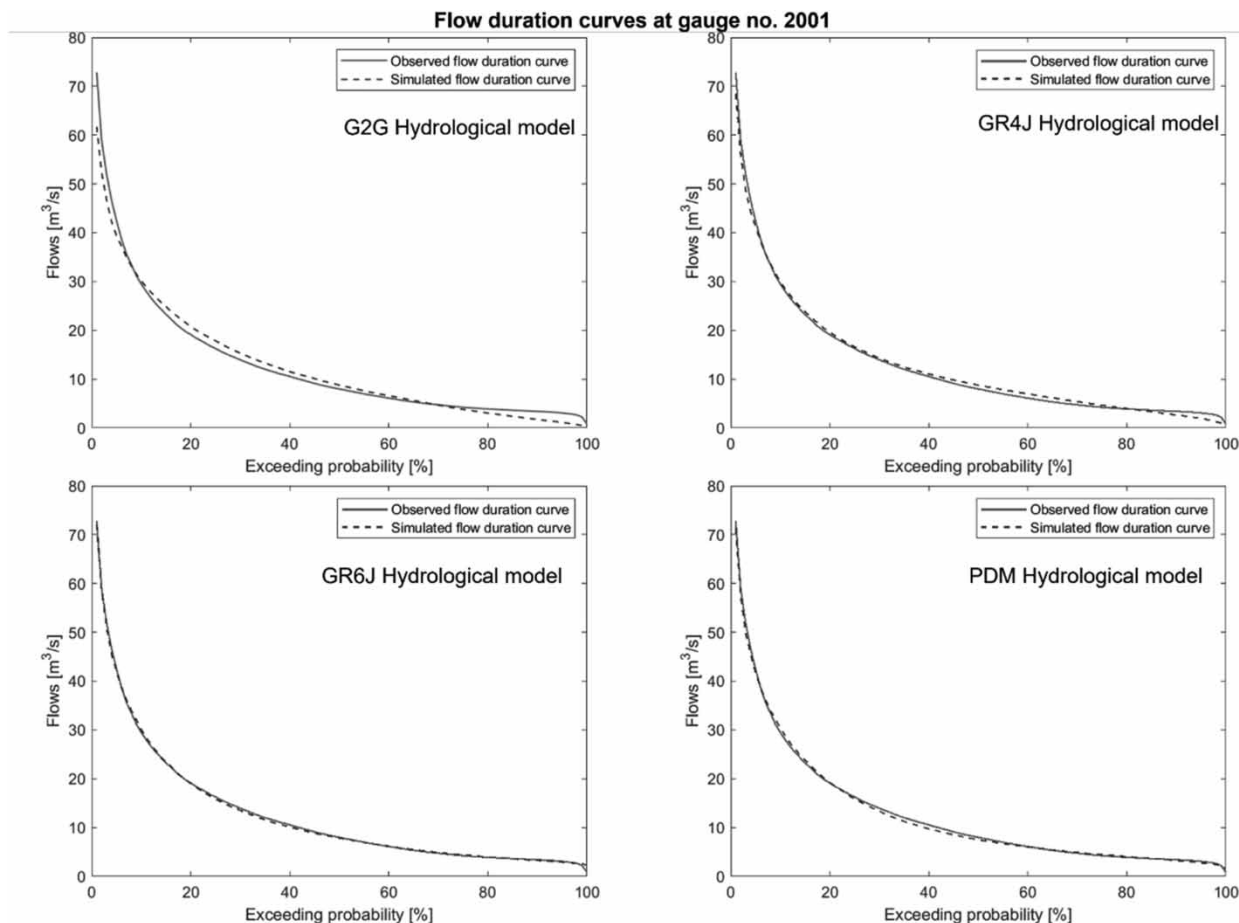 Flow duration curves at gauge no. 2001
80
70
60
50
40
30
20
10
0
Flows [m³/s]
Observed flow duration curve
Simulated flow duration curve
G2G Hydrological model
0 20 40 60 80 100
Exceeding probability [%]
80
70
60
50
40
30
20
10
0
Flows [m³/s]
Observed flow duration curve
Simulated flow duration curve
GR4J Hydrological model
0 20 40 60 80 100
Exceeding probability [%]
80
70
60
50
40
30
20
10
0
Flows [m³/s]
Observed flow duration curve
Simulated flow duration curve
GR6J Hydrological model
0 20 40 60 80 100
Exceeding probability [%]
80
70
60
50
40
30
20
10
0
Flows [m³/s]
Observed flow duration curve
Simulated flow duration curve
PDM Hydrological model
0 20 40 60 80 100
Exceeding probability [%]